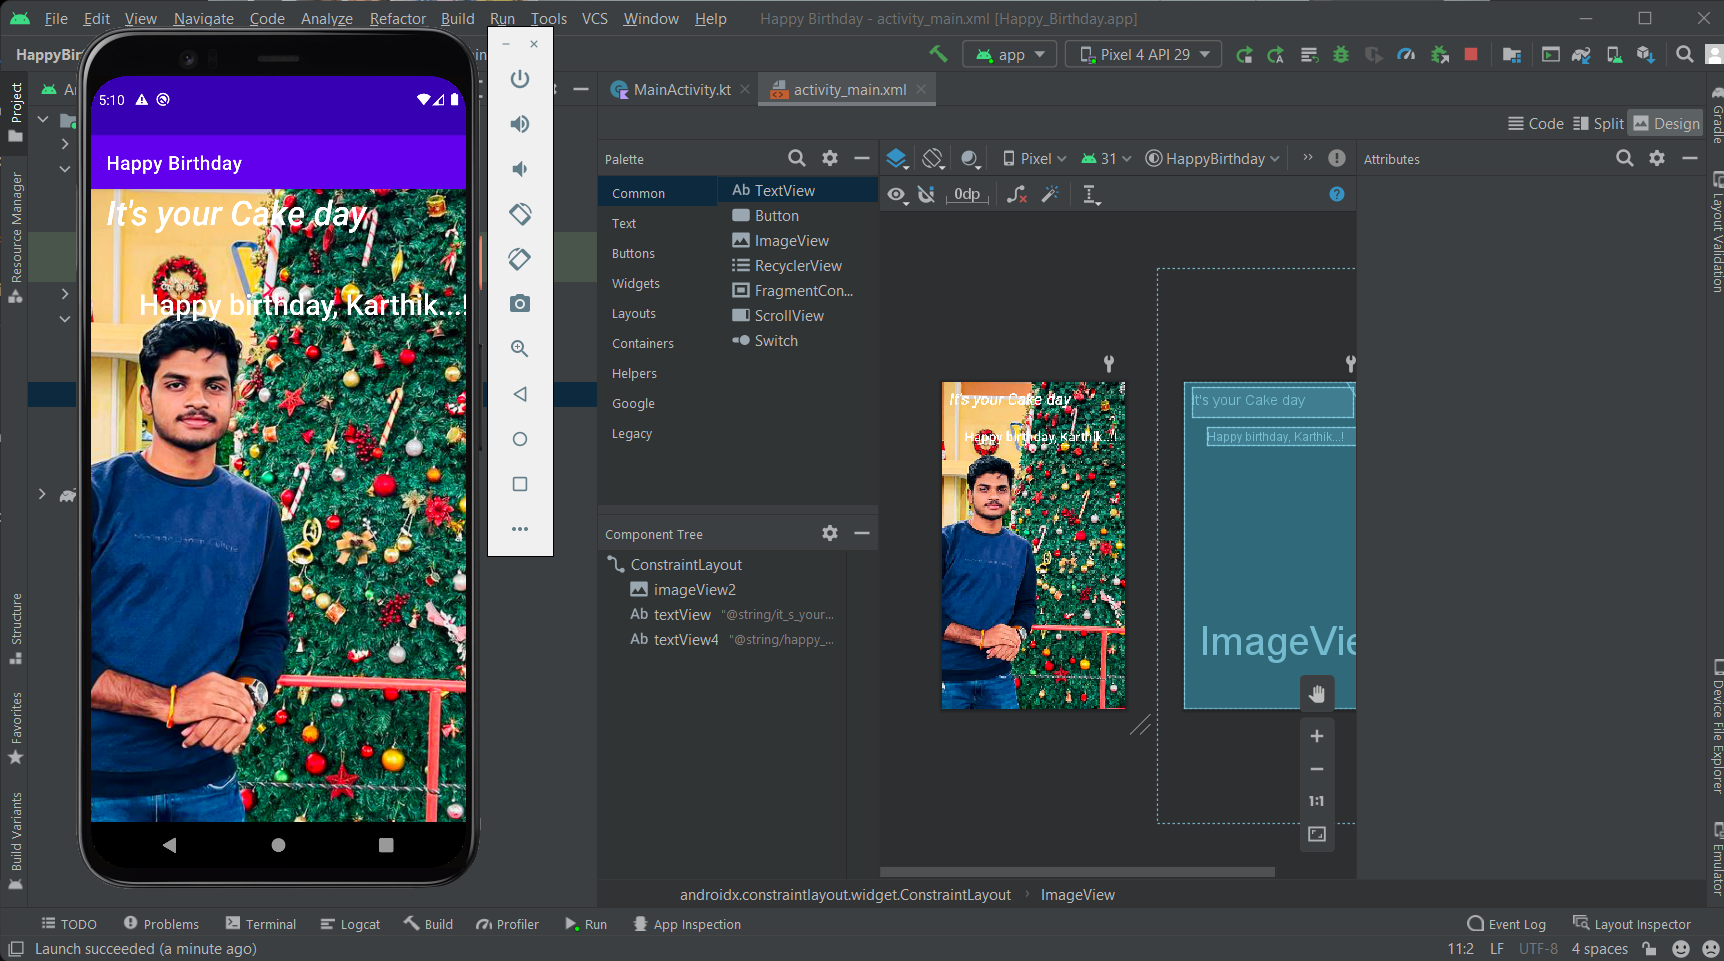 File Edit View Navigate Code Analyze Refactor Build Run Tools VCS Window Help Happy Birthday - activity_main.xml [Happy_Birthday.app]
HappyBir
app Pixel 4 API 29
MainActivity.kt activity_main.xml
Code Split Design
Project
Resource Manager
Structure
Favorites
Build Variants
5:10
Happy Birthday
It's your Cake day
Happy birthday, Karthik...!
Palette
Common
Text
Buttons
Widgets
Layouts
Containers
Helpers
Google
Legacy
Ab TextView
Button
ImageView
RecyclerView
FragmentCon...
ScrollView
Switch
Component Tree
ConstraintLayout
imageView2
Ab textView "@string/it_s_your...
Ab textView4 "@string/happy_...
Pixel 31 HappyBirthday
0dp
It's your Cake day
Happy birthday, Karthik...!
It's your Cake day
Happy birthday, Karthik...!
ImageVie
1:1
Attributes
Gradle
Layout Validation
Device File Explorer
Emulator
androidx.constraintlayout.widget.ConstraintLayout › ImageView
TODO Problems Terminal Logcat Build Profiler Run App Inspection Event Log Layout Inspector
Launch succeeded (a minute ago) 11:2 LF UTF-8 4 spaces